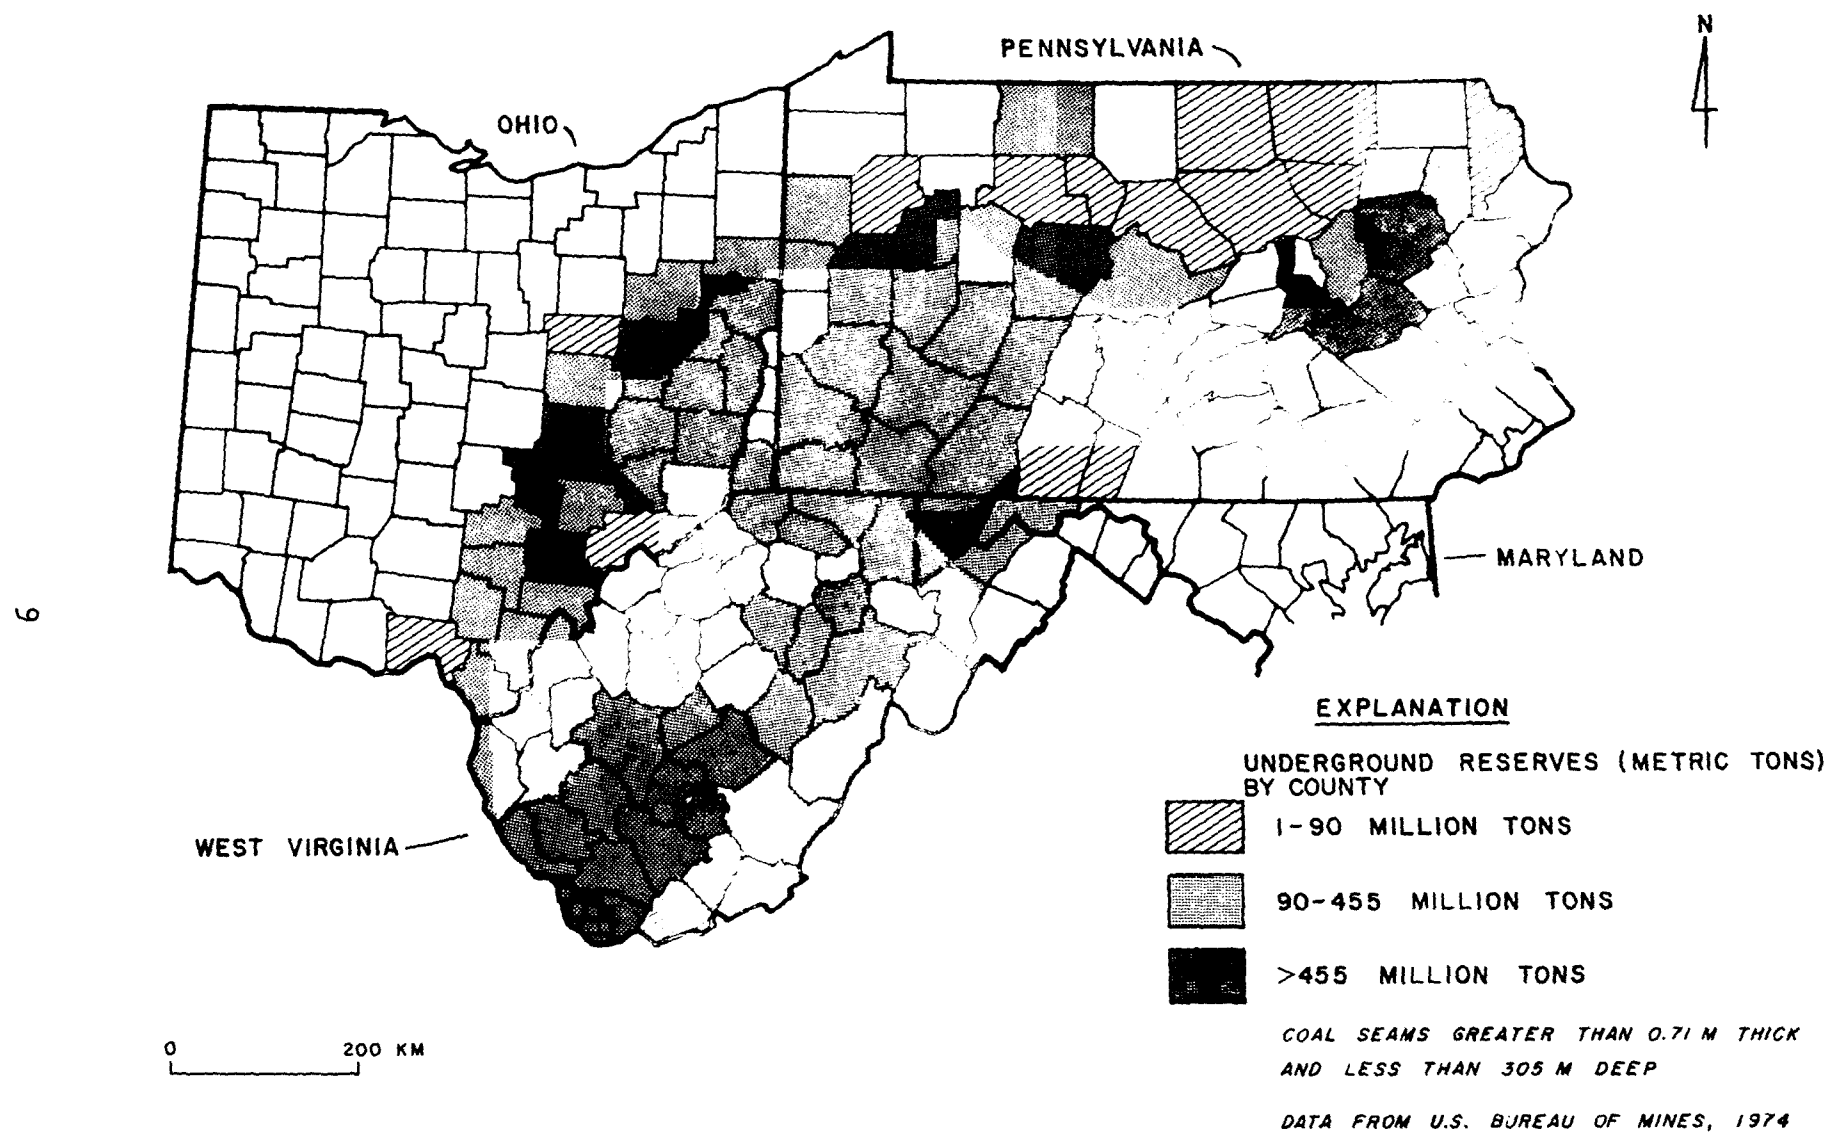 PENNSYLVANIA
N
OHIO
MARYLAND
WEST VIRGINIA
EXPLANATION
UNDERGROUND RESERVES (METRIC TONS)
BY COUNTY
1-90 MILLION TONS
90-455 MILLION TONS
>455 MILLION TONS
COAL SEAMS GREATER THAN 0.71 M THICK
AND LESS THAN 305 M DEEP
DATA FROM U.S. BUREAU OF MINES, 1974
0 200 KM
9